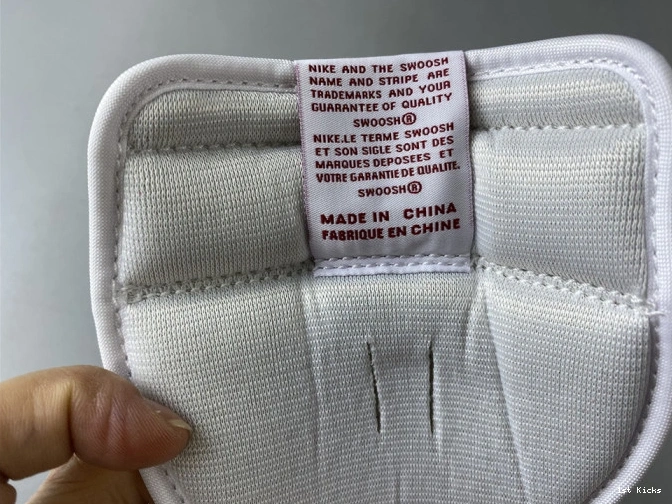 NIKE AND THE SWOOSH
NAME AND STRIPE ARE
TRADEMARKS AND YOUR
GUARANTEE OF QUALITY
SWOOSH®
NIKE.LE TERME SWOOSH
ET SON SIGLE SONT DES
MARQUES DEPOSEES ET
VOTRE GARANTIE DE QUALITE.
SWOOSH®
MADE IN CHINA
FABRIQUE EN CHINE
1st Kicks